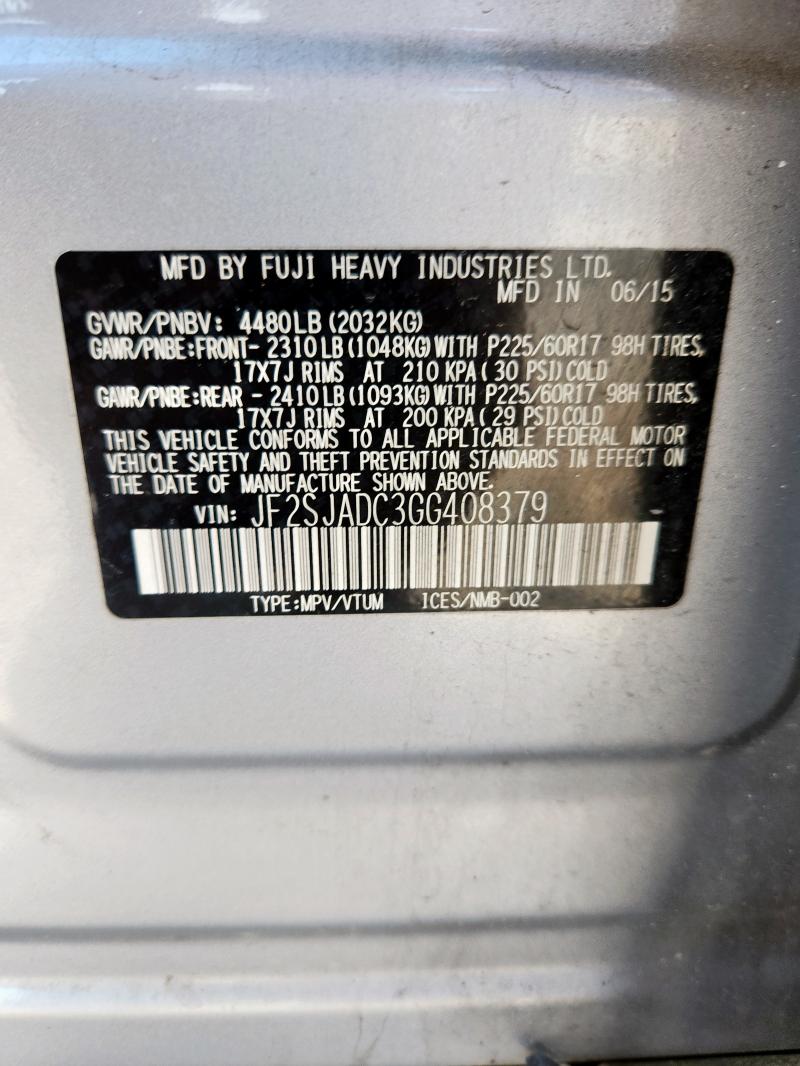 MFD BY FUJI HEAVY INDUSTRIES LTD.
MFD IN 06/15
GVWR/PNBV: 4480LB (2032KG)
GAWR/PNBE:FRONT- 2310LB (1048KG) WITH P225/60R17 98H TIRES,
17X7J RIMS AT 210 KPA ( 30 PSI) COLD
GAWR/PNBE:REAR - 2410LB (1093KG) WITH P225/60R17 98H TIRES,
17X7J RIMS AT 200 KPA ( 29 PSI) COLD
THIS VEHICLE CONFORMS TO ALL APPLICABLE FEDERAL MOTOR
VEHICLE SAFETY AND THEFT PREVENTION STANDARDS IN EFFECT ON
THE DATE OF MANUFACTURE SHOWN ABOVE.
VIN: JF2SJADC3GG408379
TYPE:MPV/VTUM ICES/NMB-002